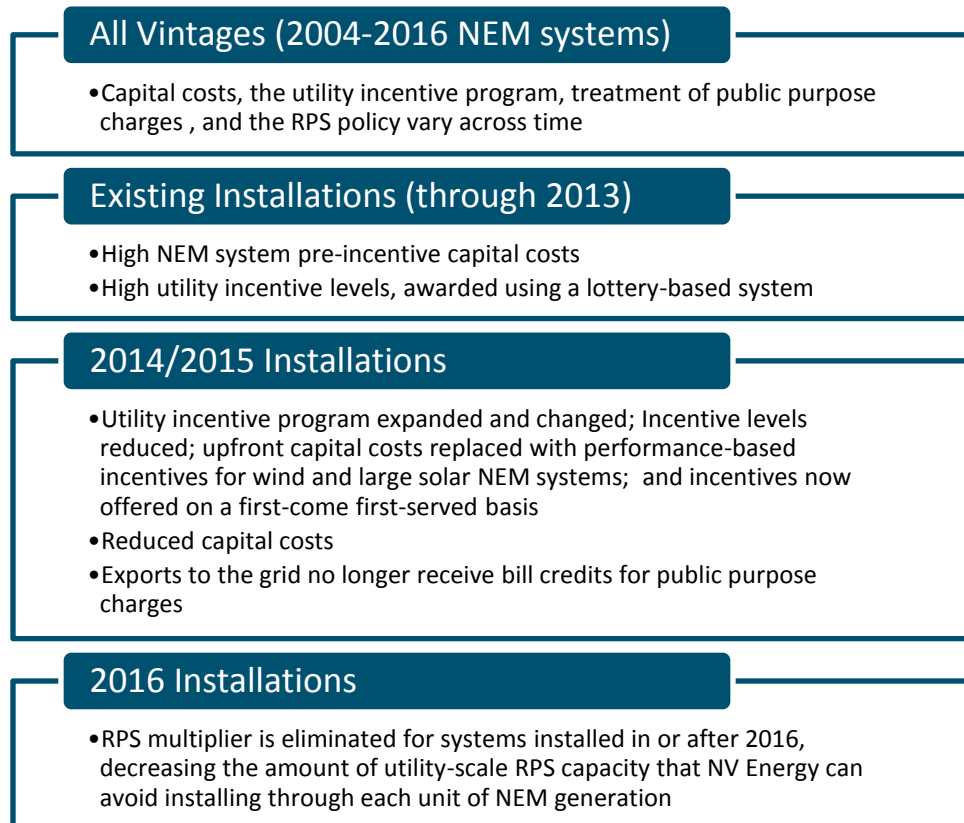 All Vintages (2004-2016 NEM systems)
•Capital costs, the utility incentive program, treatment of public purpose
charges , and the RPS policy vary across time
Existing Installations (through 2013)
•High NEM system pre-incentive capital costs
•High utility incentive levels, awarded using a lottery-based system
2014/2015 Installations
•Utility incentive program expanded and changed; Incentive levels
reduced; upfront capital costs replaced with performance-based
incentives for wind and large solar NEM systems;  and incentives now
offered on a first-come first-served basis
•Reduced capital costs
•Exports to the grid no longer receive bill credits for public purpose
charges
2016 Installations
•RPS multiplier is eliminated for systems installed in or after 2016,
decreasing the amount of utility-scale RPS capacity that NV Energy can
avoid installing through each unit of NEM generation